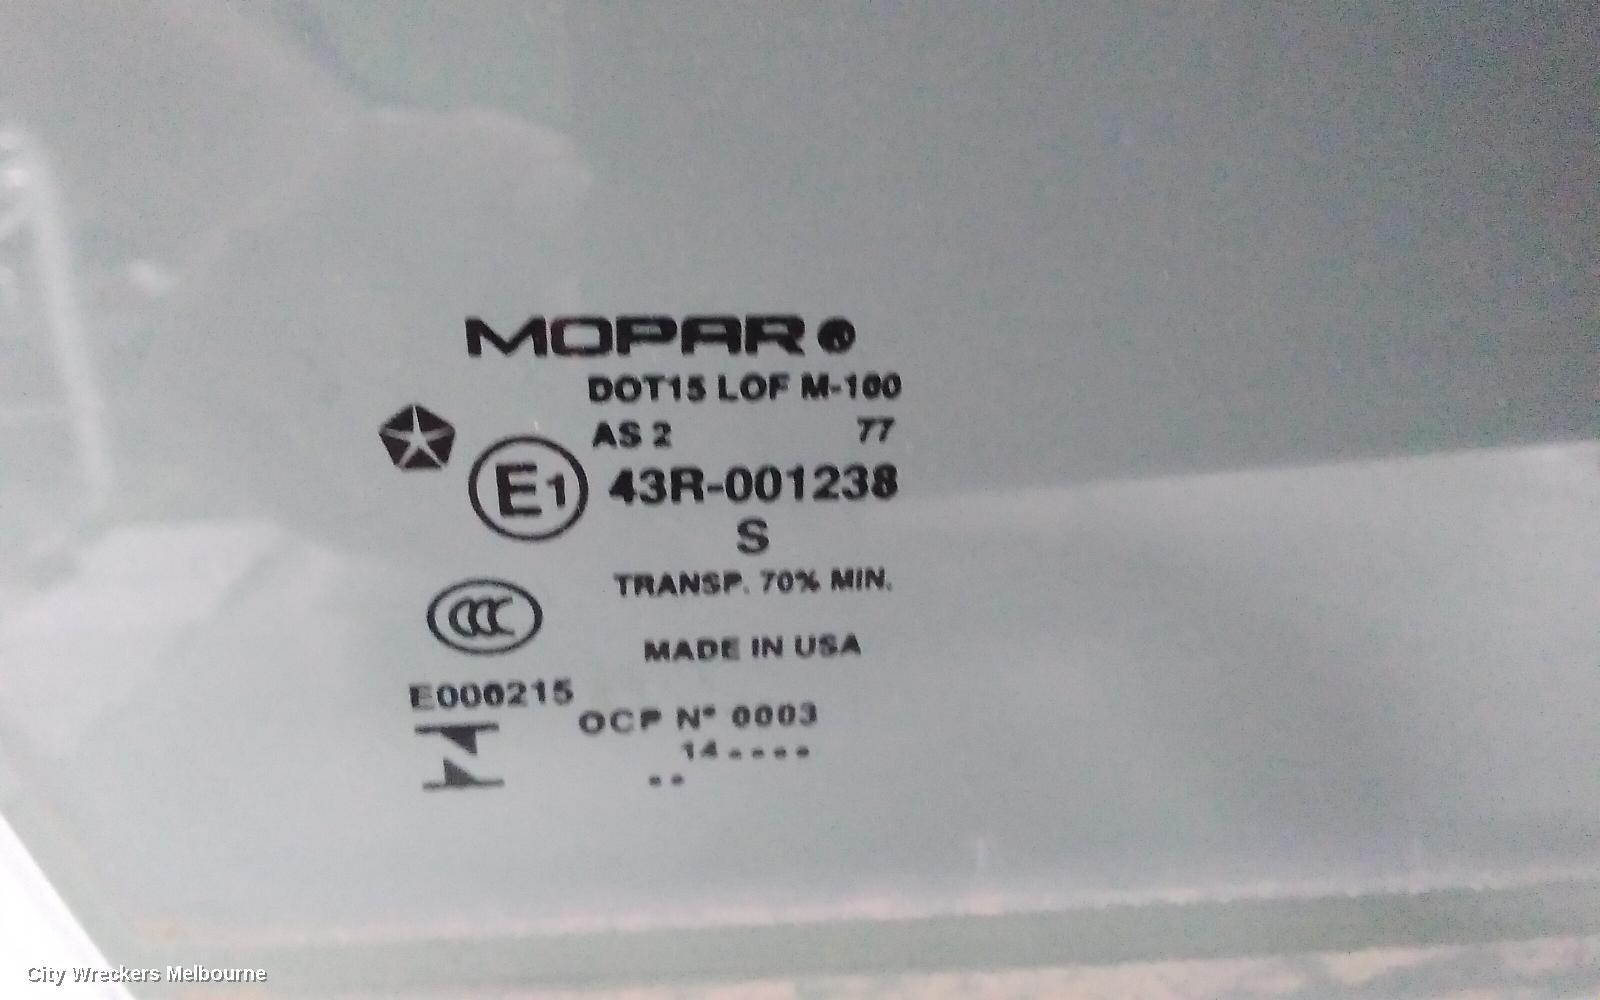 MOPAR®
DOT15 LOF M-100
AS 2 77
E1 43R-001238
S
TRANSP. 70% MIN.
CCC
MADE IN USA
E000215
OCP N° 0003
14 ····
··
City Wreckers Melbourne